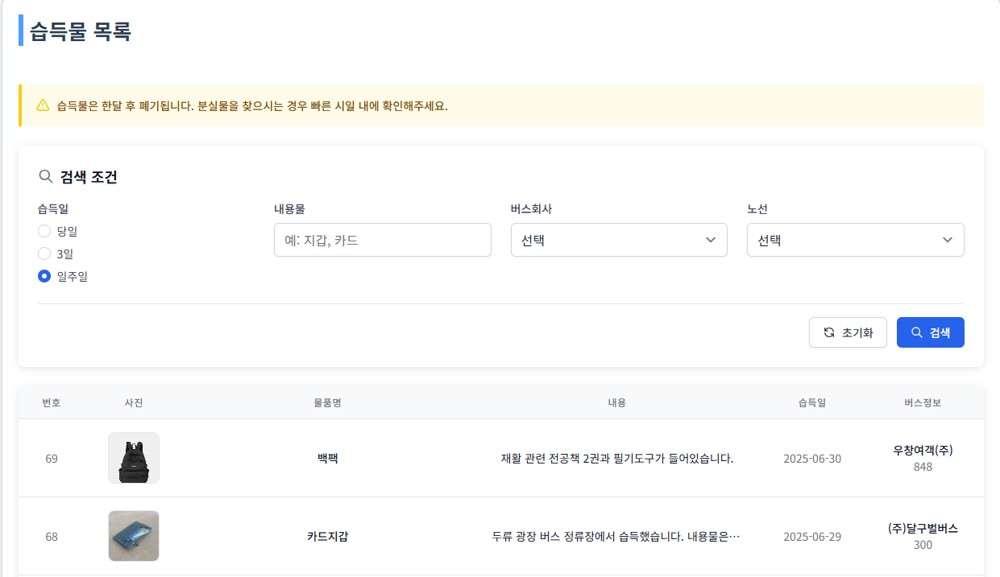 습득물 목록
습득물은 한달 후 폐기됩니다. 분실물을 찾으시는 경우 빠른 시일 내에 확인해주세요.
검색 조건
습득일
당일
3일
일주일
내용물
예: 지갑, 카드
버스회사
선택
노선
선택
초기화
검색
번호 사진 물품명 내용 습득일 버스정보
69 백팩 재활 관련 전공책 2권과 필기도구가 들어있습니다. 2025-06-30 우창여객(주)
848
68 카드지갑 두류 광장 버스 정류장에서 습득했습니다. 내용물은… 2025-06-29 (주)달구벌버스
300